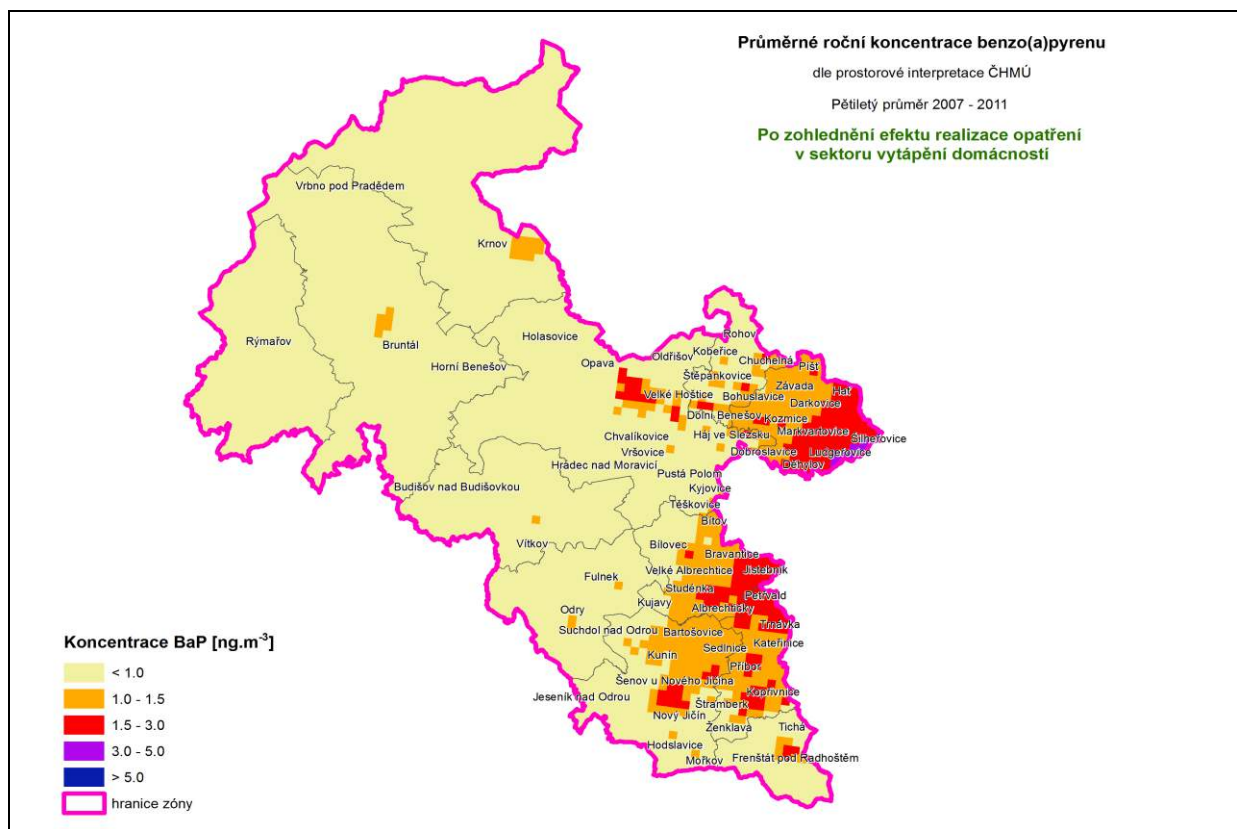 Průměrné roční koncentrace benzo(a)pyrenu
dle prostorové interpretace ČHMÚ
Pětiletý průměr 2007 - 2011
Po zohlednění efektu realizace opatření
v sektoru vytápění domácností
Vrbno pod Pradědem
Krnov
Rýmařov
Bruntál
Horní Benešov
Holasovice
Opava
Oldřišov
Rohov
Kobeřice
Chuchelná
Píšť
Štěpánkovice
Závada
Hať
Velké Hoštice
Bohuslavice
Darkovice
Dolní Benešov
Kozmice
Markvartovice
Šilheřovice
Chvalíkovice
Háj ve Slezsku
Ludgeřovice
Vršovice
Dobroslavice
Děhylov
Hradec nad Moravicí
Pustá Polom
Budišov nad Budišovkou
Kyjovice
Těškovice
Bítov
Vítkov
Bílovec
Bravantice
Velké Albrechtice
Jistebník
Fulnek
Studénka
Petřvald
Kujavy
Albrechtičky
Odry
Trnávka
Suchdol nad Odrou
Bartošovice
Kateřinice
Kunín
Sedlnice
Příbor
Šenov u Nového Jičína
Jeseník nad Odrou
Kopřivnice
Štramberk
Nový Jičín
Ženklava
Tichá
Hodslavice
Mořkov
Frenštát pod Radhoštěm
Koncentrace BaP [ng.m⁻³]
< 1.0
1.0 - 1.5
1.5 - 3.0
3.0 - 5.0
> 5.0
hranice zóny